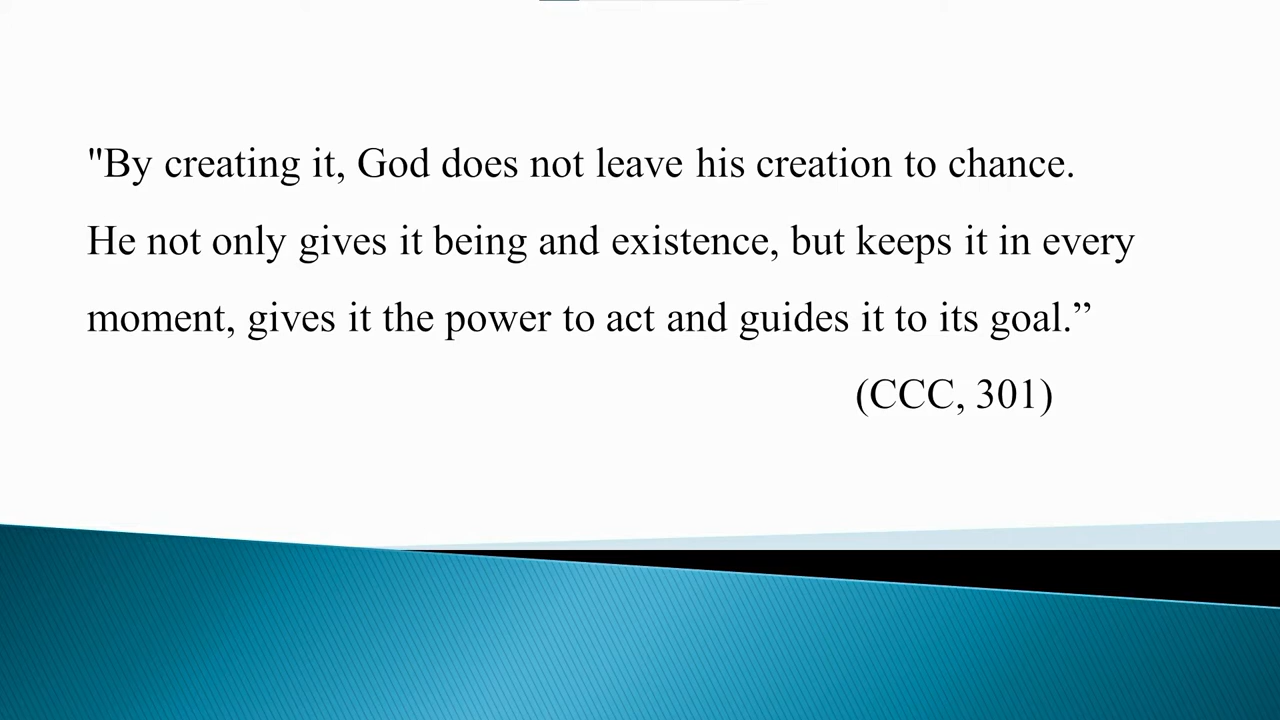 "By creating it, God does not leave his creation to chance.
He not only gives it being and existence, but keeps it in every
moment, gives it the power to act and guides it to its goal.”
(CCC, 301)